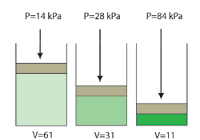 P=14 kPa P=28 kPa P=84 kPa
V=61 V=31 V=11